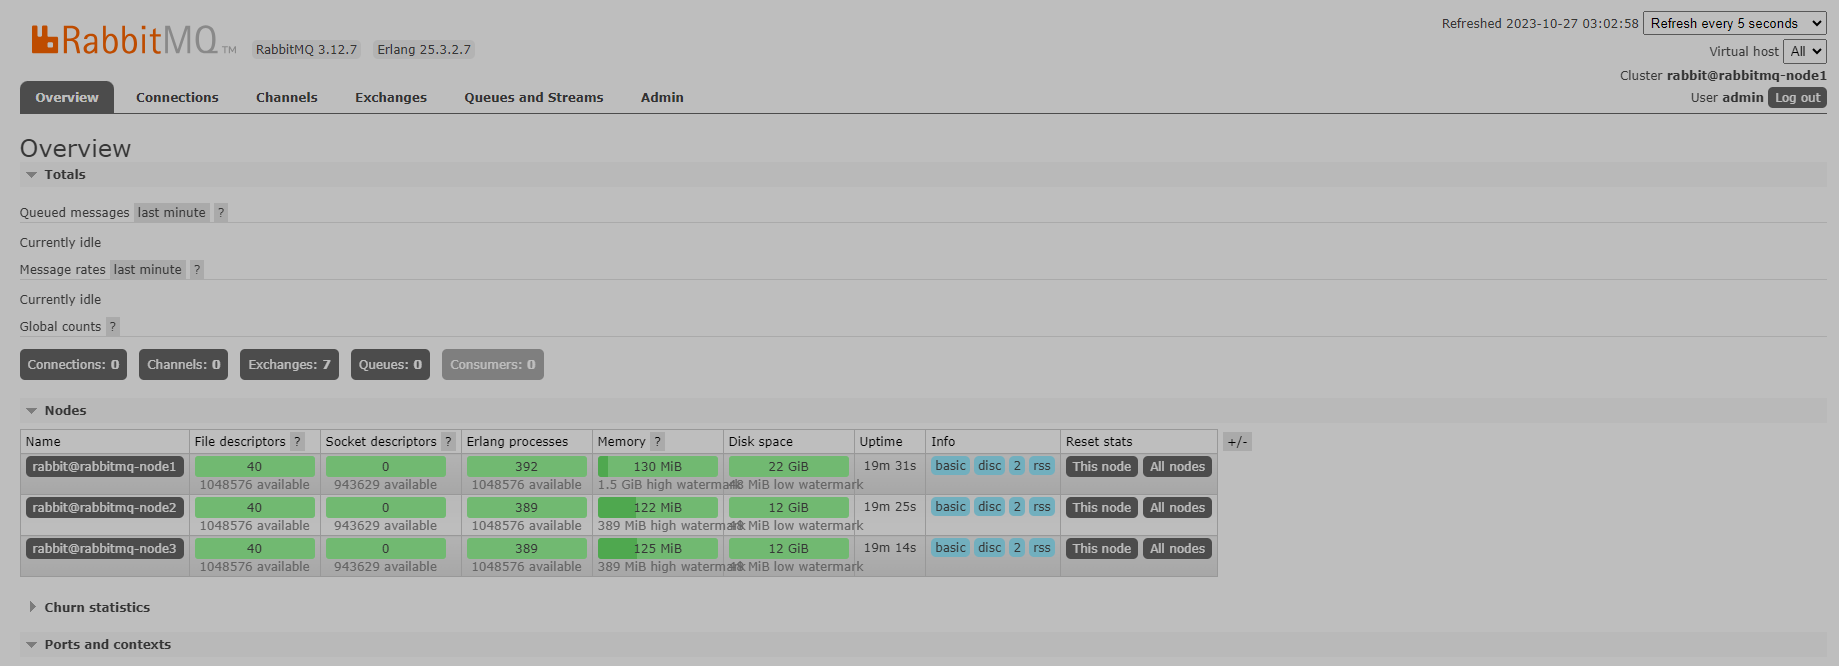 Refreshed 2023-10-27 03:02:58 Refresh every 5 seconds
RabbitMQ TM RabbitMQ 3.12.7 Erlang 25.3.2.7
Virtual host All
Cluster rabbit@rabbitmq-node1
Overview Connections Channels Exchanges Queues and Streams Admin
User admin Log out
Overview
Totals
Queued messages last minute ?
Currently idle
Message rates last minute ?
Currently idle
Global counts ?
Connections: 0 Channels: 0 Exchanges: 7 Queues: 0 Consumers: 0
Nodes
Name File descriptors ? Socket descriptors ? Erlang processes Memory ? Disk space Uptime Info Reset stats +/-
rabbit@rabbitmq-node1 40 0 392 130 MiB 22 GiB 19m 31s basic disc 2 rss This node All nodes
1048576 available 943629 available 1048576 available 1.5 GiB high watermark 48 MiB low watermark
rabbit@rabbitmq-node2 40 0 389 122 MiB 12 GiB 19m 25s basic disc 2 rss This node All nodes
1048576 available 943629 available 1048576 available 389 MiB high watermark 48 MiB low watermark
rabbit@rabbitmq-node3 40 0 389 125 MiB 12 GiB 19m 14s basic disc 2 rss This node All nodes
1048576 available 943629 available 1048576 available 389 MiB high watermark 48 MiB low watermark
Churn statistics
Ports and contexts